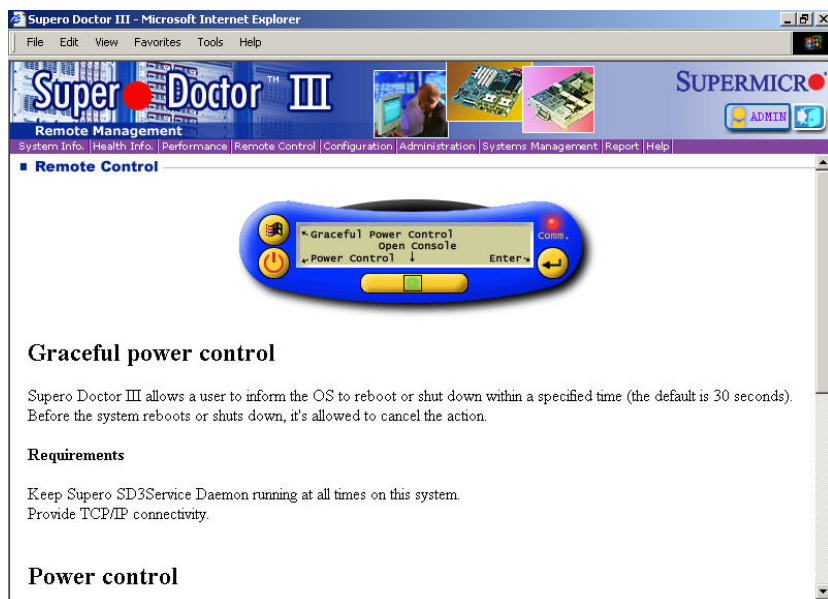 Supero Doctor III - Microsoft Internet Explorer
File Edit View Favorites Tools Help
Super Doctor™ III
SUPERMICRO
Remote Management
ADMIN
System Info. Health Info. Performance Remote Control Configuration Administration Systems Management Report Help
Remote Control
Graceful Power Control
Open Console
Power Control
Enter
Comm.
Graceful power control
Supero Doctor III allows a user to inform the OS to reboot or shut down within a specified time (the default is 30 seconds).
Before the system reboots or shuts down, it's allowed to cancel the action.
Requirements
Keep Supero SD3Service Daemon running at all times on this system.
Provide TCP/IP connectivity.
Power control